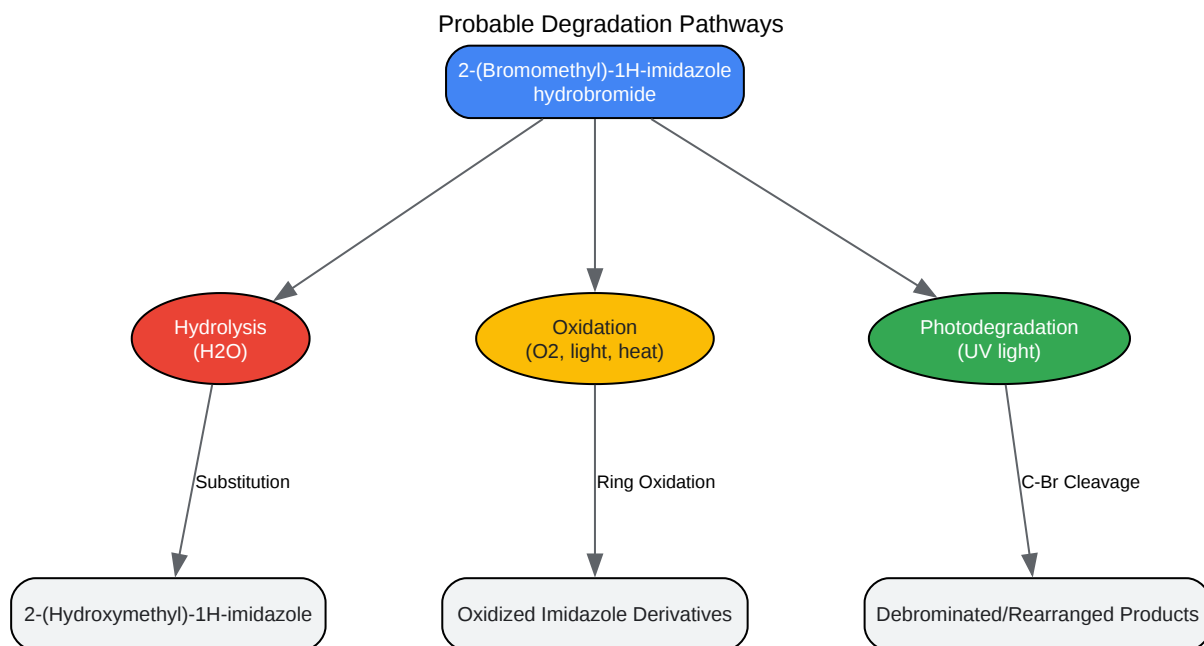 Probable Degradation Pathways
2-(Bromomethyl)-1H-imidazole
hydrobromide
Hydrolysis
(H2O)
Oxidation
(O2, light, heat)
Photodegradation
(UV light)
Substitution
Ring Oxidation
C-Br Cleavage
2-(Hydroxymethyl)-1H-imidazole
Oxidized Imidazole Derivatives
Debrominated/Rearranged Products